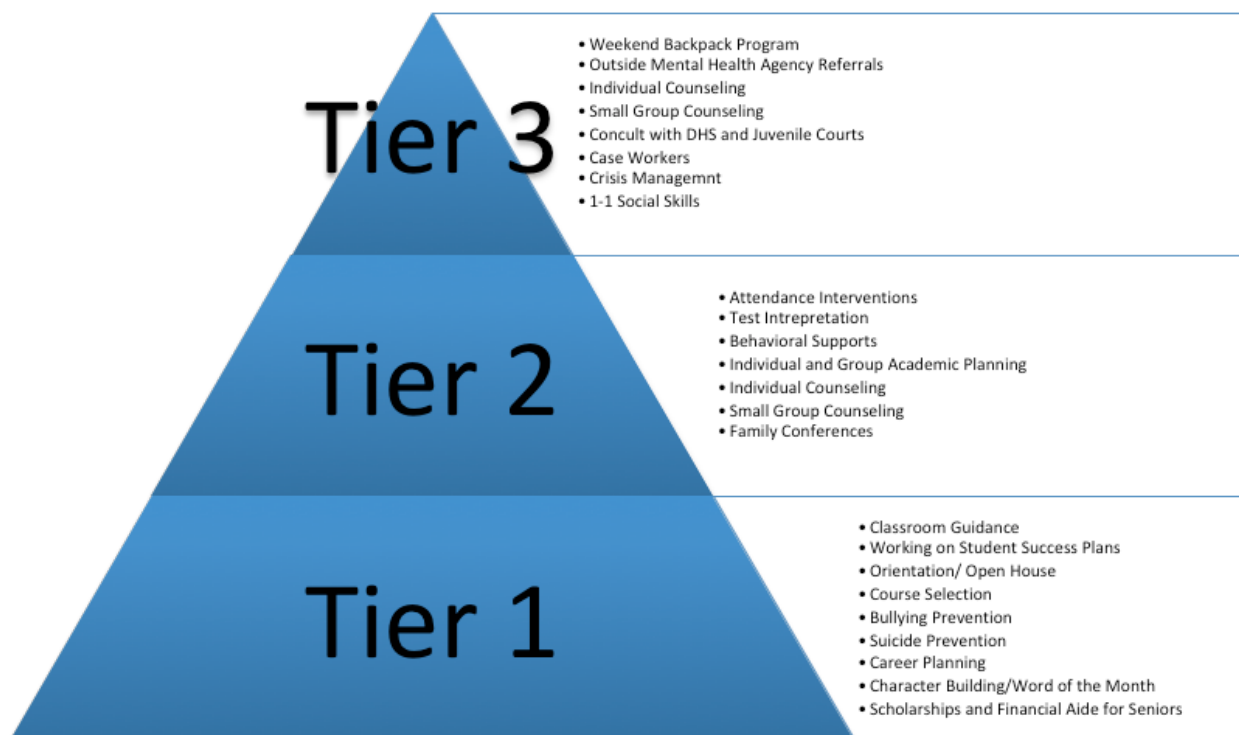 Tier 3
• Weekend Backpack Program
• Outside Mental Health Agency Referrals
• Individual Counseling
• Small Group Counseling
• Concult with DHS and Juvenile Courts
• Case Workers
• Crisis Managemnt
• 1-1 Social Skills
Tier 2
• Attendance Interventions
• Test Intrepretation
• Behavioral Supports
• Individual and Group Academic Planning
• Individual Counseling
• Small Group Counseling
• Family Conferences
Tier 1
• Classroom Guidance
• Working on Student Success Plans
• Orientation/ Open House
• Course Selection
• Bullying Prevention
• Suicide Prevention
• Career Planning
• Character Building/Word of the Month
• Scholarships and Financial Aide for Seniors